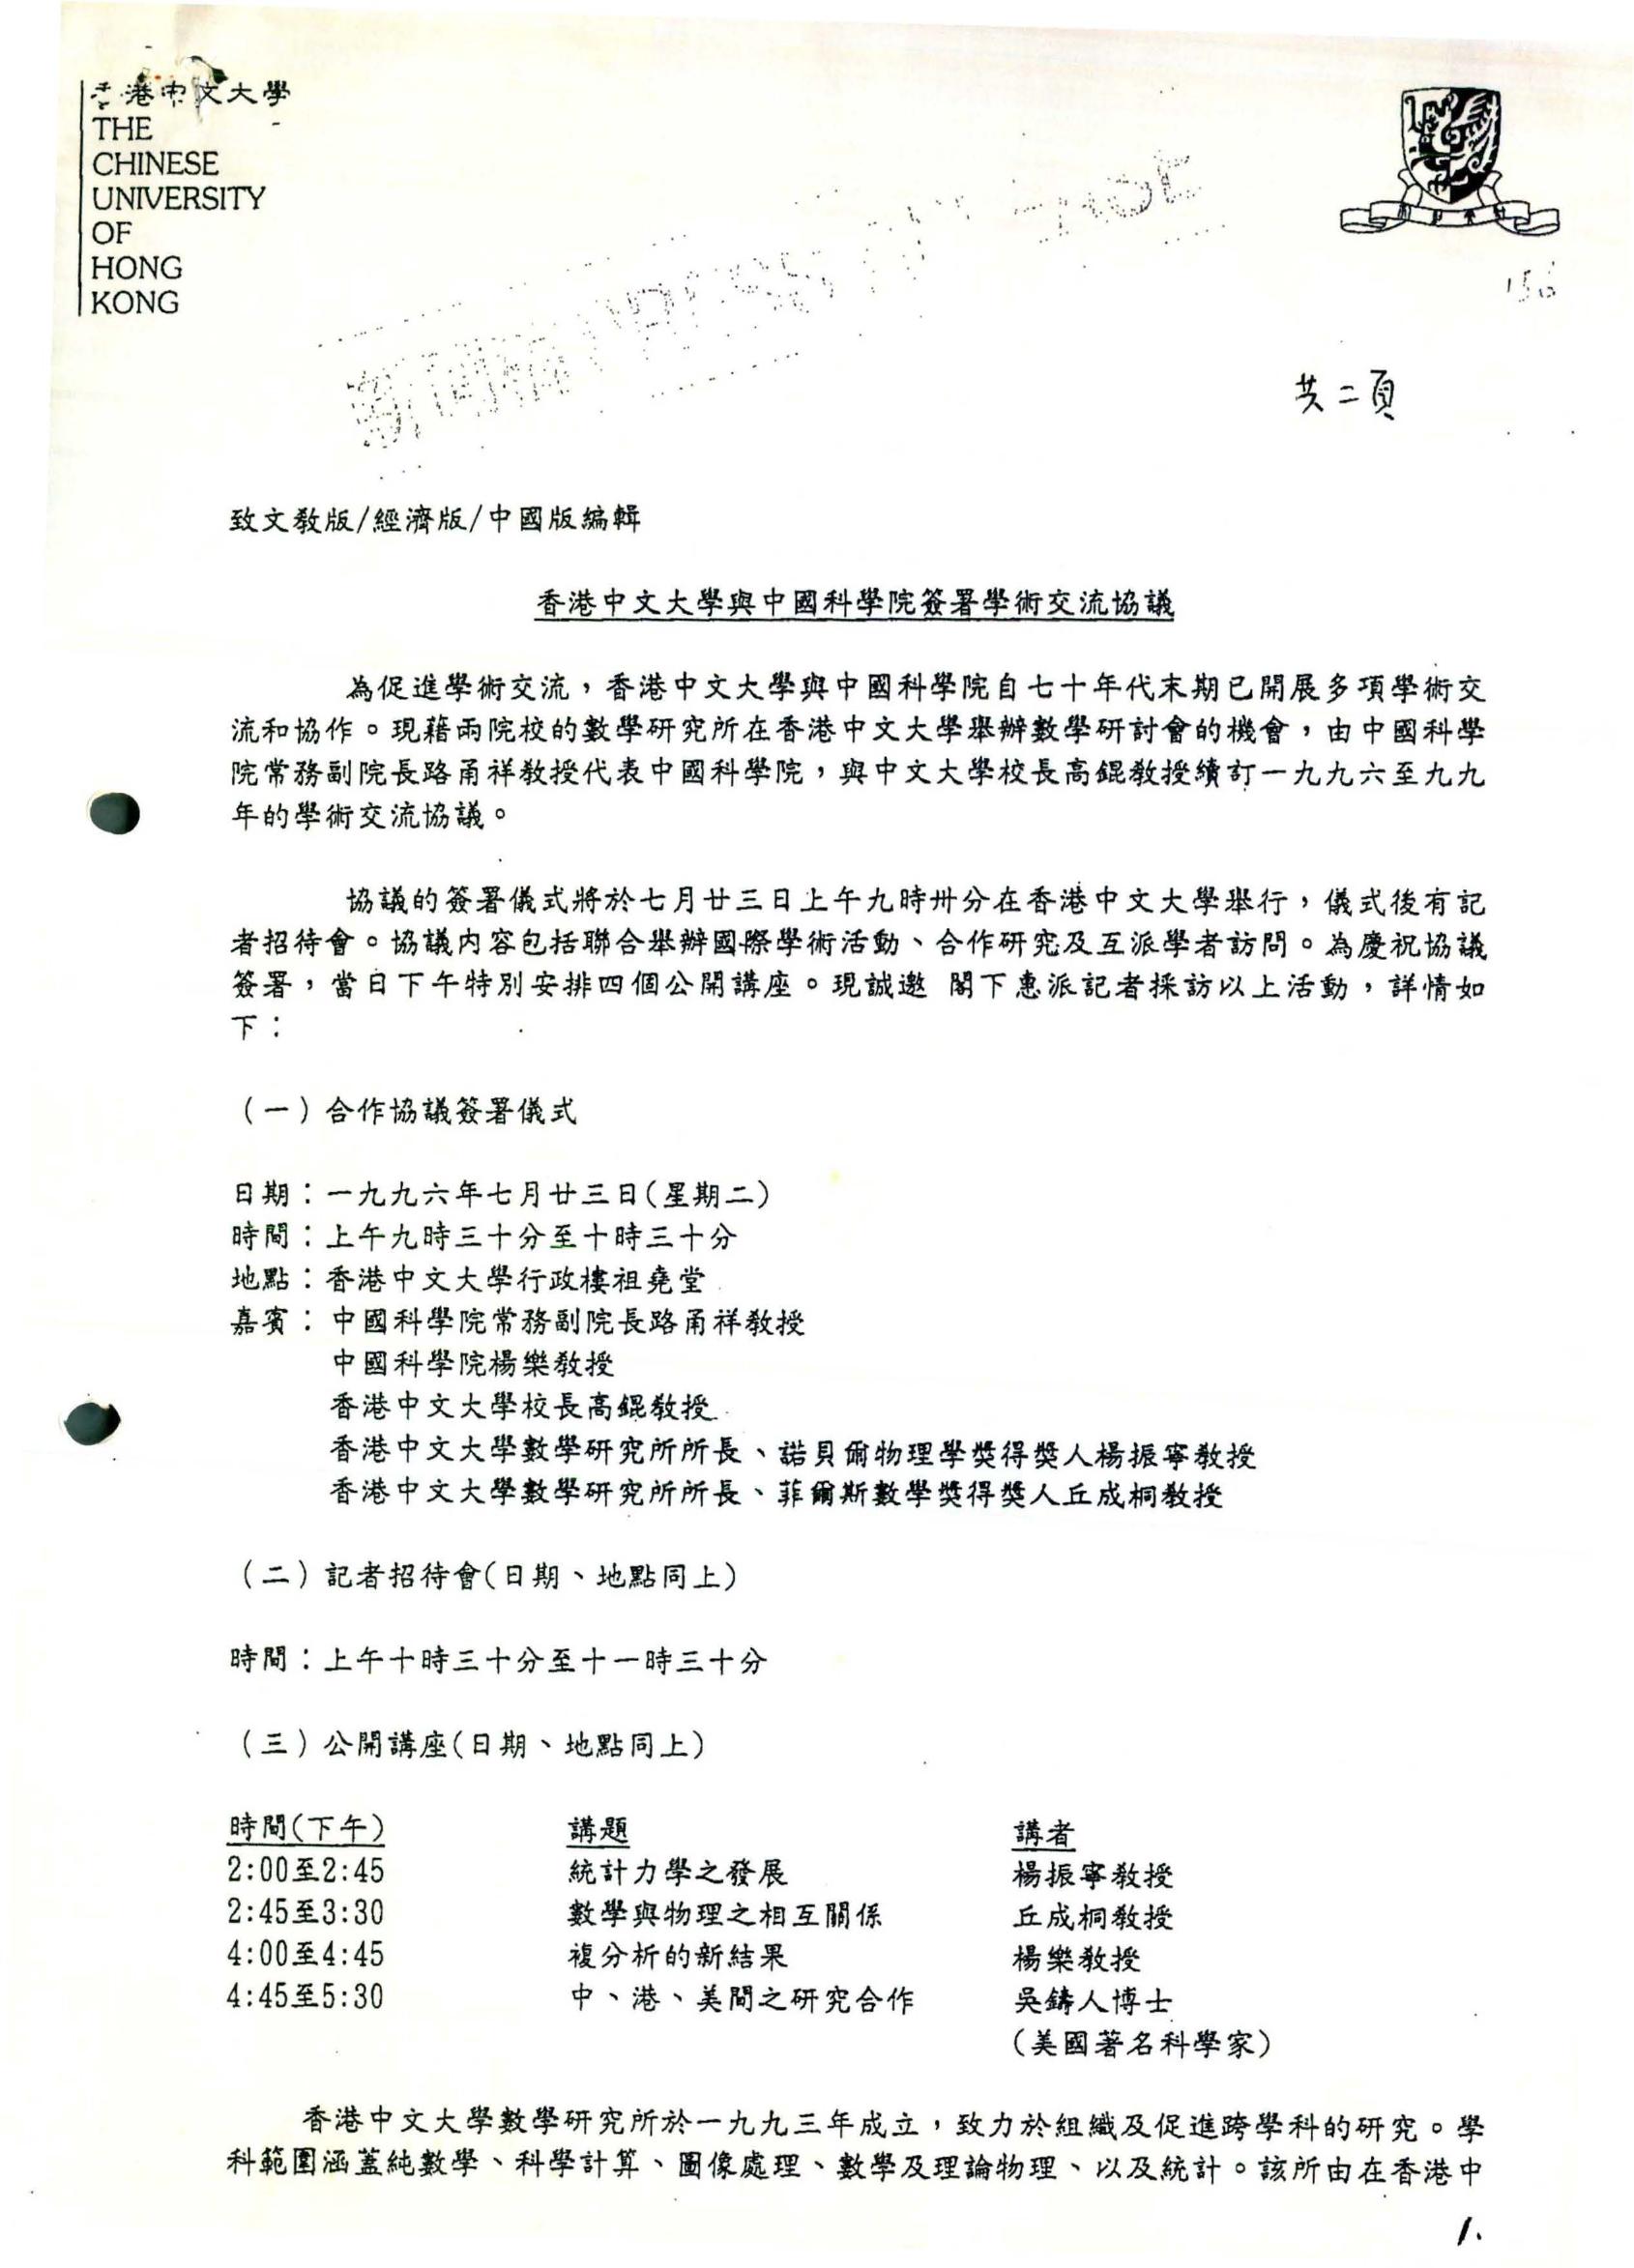 香港中文大學
THE
CHINESE
UNIVERSITY
OF
HONG
KONG
共二頁
致文教版/經濟版/中國版編輯
香港中文大學與中國科學院簽署學術交流協議
為促進學術交流，香港中文大學與中國科學院自七十年代末期已開展多項學術交
流和協作。現藉兩院校的數學研究所在香港中文大學舉辦數學研討會的機會，由中國科學
院常務副院長路甬祥教授代表中國科學院，與中文大學校長高錕教授續訂一九九六至九九
年的學術交流協議。
協議的簽署儀式將於七月廿三日上午九時卅分在香港中文大學舉行，儀式後有記
者招待會。協議內容包括聯合舉辦國際學術活動、合作研究及互派學者訪問。為慶祝協議
簽署，當日下午特別安排四個公開講座。現誠邀 閣下惠派記者採訪以上活動，詳情如
下：
（一）合作協議簽署儀式
日期：一九九六年七月廿三日(星期二)
時間：上午九時三十分至十時三十分
地點：香港中文大學行政樓祖堯堂
嘉賓：中國科學院常務副院長路甬祥教授
中國科學院楊樂教授
香港中文大學校長高錕教授
香港中文大學數學研究所所長、諾貝爾物理學獎得獎人楊振寧教授
香港中文大學數學研究所所長、菲爾斯數學獎得獎人丘成桐教授
（二）記者招待會(日期、地點同上)
時間：上午十時三十分至十一時三十分
（三）公開講座(日期、地點同上)
時間(下午) 講題 講者
2:00至2:45 統計力學之發展 楊振寧教授
2:45至3:30 數學與物理之相互關係 丘成桐教授
4:00至4:45 複分析的新結果 楊樂教授
4:45至5:30 中、港、美間之研究合作 吳鑄人博士
(美國著名科學家)
香港中文大學數學研究所於一九九三年成立，致力於組織及促進跨學科的研究。學
科範圍涵蓋純數學、科學計算、圖像處理、數學及理論物理、以及統計。該所由在香港中
1.